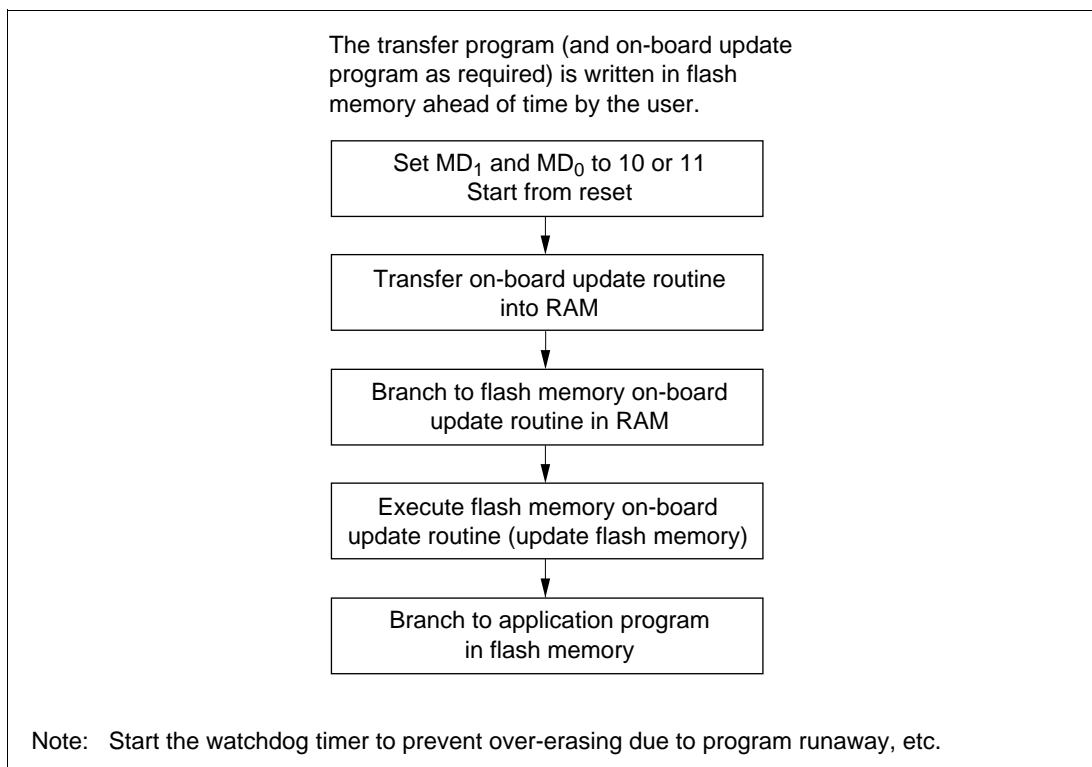 The transfer program (and on-board update
program as required) is written in flash
memory ahead of time by the user.
Set MD₁ and MD₀ to 10 or 11
Start from reset
Transfer on-board update routine
into RAM
Branch to flash memory on-board
update routine in RAM
Execute flash memory on-board
update routine (update flash memory)
Branch to application program
in flash memory
Note: Start the watchdog timer to prevent over-erasing due to program runaway, etc.